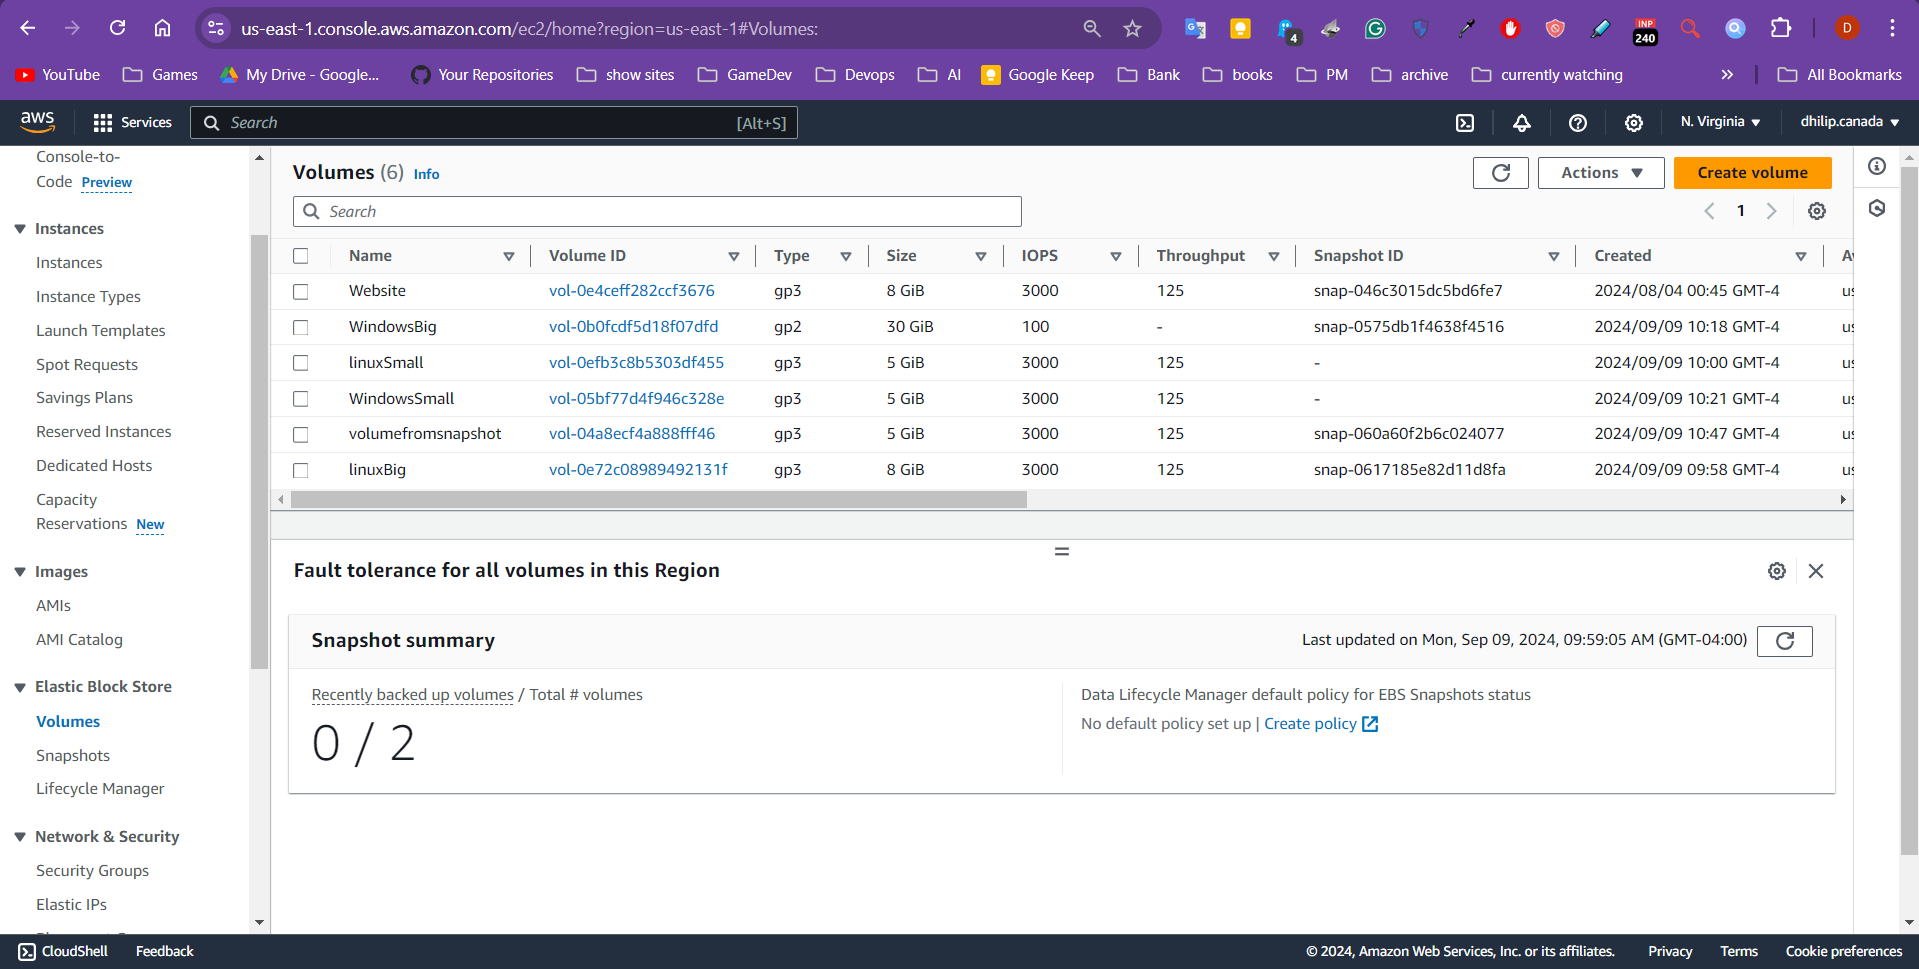 us-east-1.console.aws.amazon.com/ec2/home?region=us-east-1#Volumes:
4
INP
240
D
YouTube
Games
My Drive - Google...
Your Repositories
show sites
GameDev
Devops
AI
Google Keep
Bank
books
PM
archive
currently watching
»
All Bookmarks
aws
Services
Search
[Alt+S]
N. Virginia
dhilip.canada
Console-to-
Code Preview
Instances
Instances
Instance Types
Launch Templates
Spot Requests
Savings Plans
Reserved Instances
Dedicated Hosts
Capacity
Reservations New
Images
AMIs
AMI Catalog
Elastic Block Store
Volumes
Snapshots
Lifecycle Manager
Network & Security
Security Groups
Elastic IPs
Volumes (6) Info
Actions
Create volume
Search
1
Name Volume ID Type Size IOPS Throughput Snapshot ID Created
Website vol-0e4ceff282ccf3676 gp3 8 GiB 3000 125 snap-046c3015dc5bd6fe7 2024/08/04 00:45 GMT-4 us
WindowsBig vol-0b0fcdf5d18f07dfd gp2 30 GiB 100 - snap-0575db1f4638f4516 2024/09/09 10:18 GMT-4 us
linuxSmall vol-0efb3c8b5303df455 gp3 5 GiB 3000 125 - 2024/09/09 10:00 GMT-4 us
WindowsSmall vol-05bf77d4f946c328e gp3 5 GiB 3000 125 - 2024/09/09 10:21 GMT-4 us
volumefromsnapshot vol-04a8ecf4a888fff46 gp3 5 GiB 3000 125 snap-060a60f2b6c024077 2024/09/09 10:47 GMT-4 us
linuxBig vol-0e72c08989492131f gp3 8 GiB 3000 125 snap-0617185e82d11d8fa 2024/09/09 09:58 GMT-4 us
Fault tolerance for all volumes in this Region
Snapshot summary
Last updated on Mon, Sep 09, 2024, 09:59:05 AM (GMT-04:00)
Recently backed up volumes / Total # volumes
0 / 2
Data Lifecycle Manager default policy for EBS Snapshots status
No default policy set up | Create policy
CloudShell
Feedback
© 2024, Amazon Web Services, Inc. or its affiliates.
Privacy
Terms
Cookie preferences